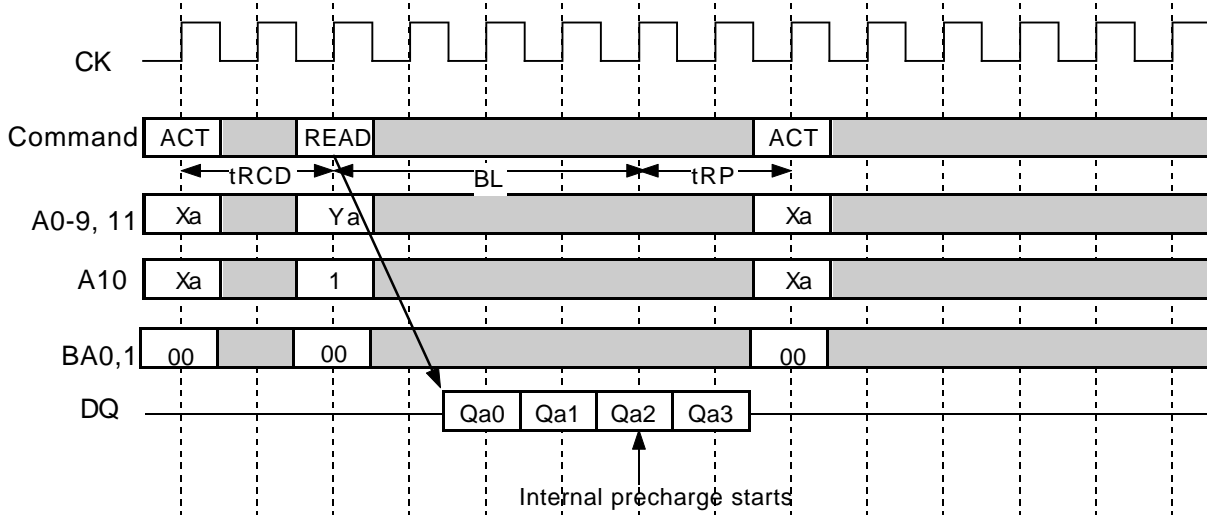 CK
Command ACT READ ACT
tRCD BL tRP
A0-9, 11 Xa Ya Xa
A10 Xa 1 Xa
BA0,1 00 00 00
DQ Qa0 Qa1 Qa2 Qa3
Internal precharge starts